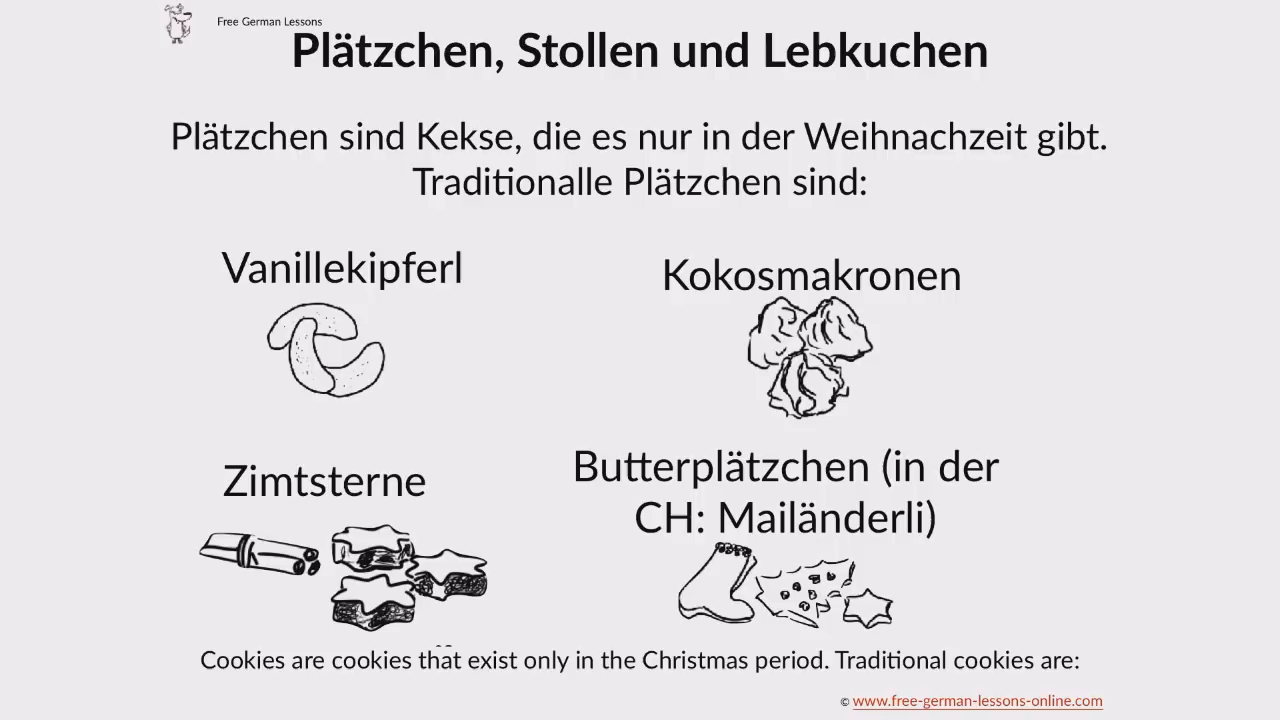 Free German Lessons
Plätzchen, Stollen und Lebkuchen
Plätzchen sind Kekse, die es nur in der Weihnachzeit gibt.
Traditionalle Plätzchen sind:
Vanillekipferl
Kokosmakronen
Zimtsterne
Butterplätzchen (in der
CH: Mailänderli)
Cookies are cookies that exist only in the Christmas period. Traditional cookies are:
© www.free-german-lessons-online.com